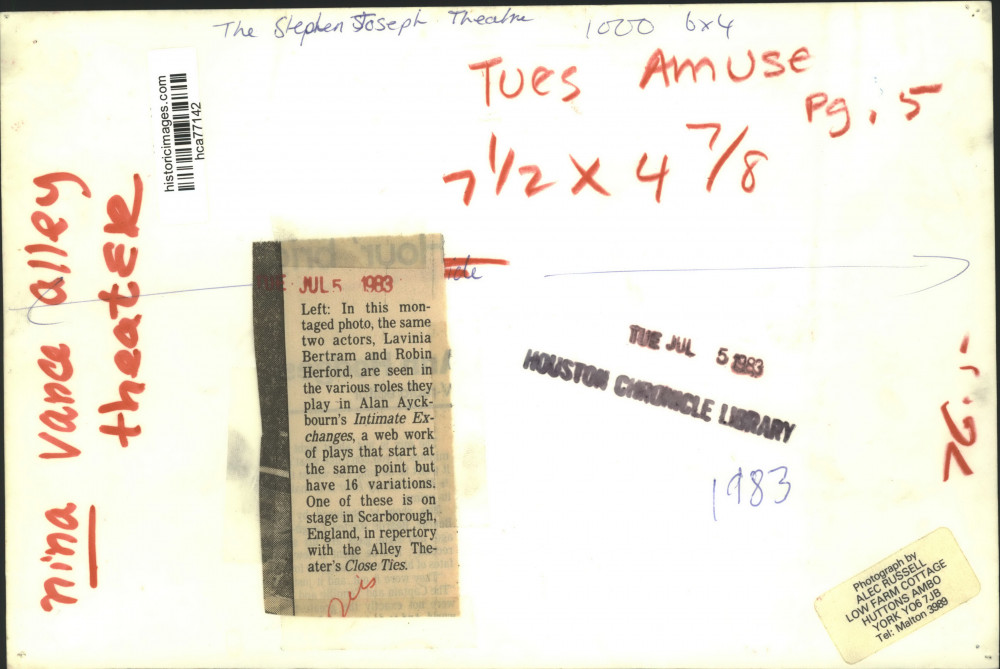 The Stephen Joseph Theatre 1000 6x4
Tues Amuse
Pg. 5
7 1/2 x 4 7/8
historicimages.com
hca77142
nina vance alley
theater
TUE JUL 5 1983
Left: In this mon-
taged photo, the same
two actors, Lavinia
Bertram and Robin
Herford, are seen in
the various roles they
play in Alan Ayck-
bourn's Intimate Ex-
changes, a web work
of plays that start at
the same point but
have 16 variations.
One of these is on
stage in Scarborough,
England, in repertory
with the Alley The-
ater's Close Ties.
TUE JUL 5 1983
HOUSTON CHRONICLE LIBRARY
1983
Photograph by
ALEC RUSSELL
LOW FARM COTTAGE
HUTTONS AMBO
YORK YO6 7JB
Tel: Malton 3989